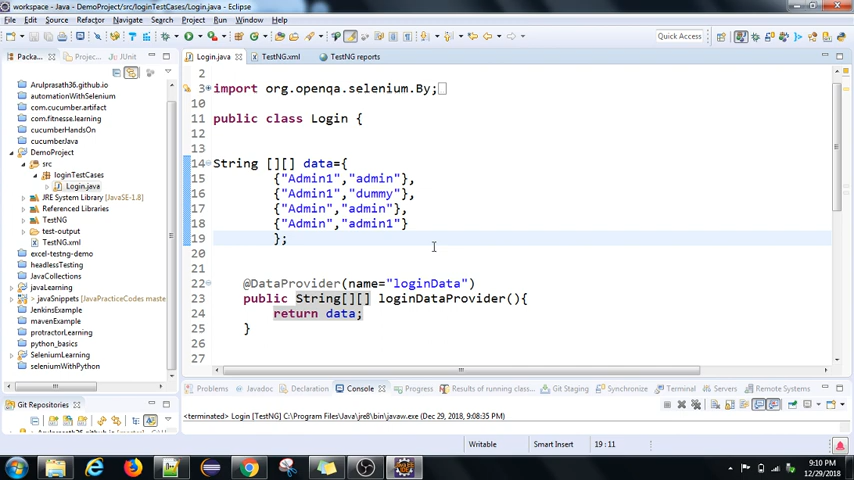 workspace - Java - DemoProject/src/loginTestCases/Login.java - Eclipse
File Edit Source Refactor Navigate Search Project Run Window Help
Quick Access
Packa...
Projec...
JUnit
Arulprasath36.github.io
automationWithSelenium
com.cucumber.artifact
com.fitnesse.learning
cucumberHandsOn
cucumberJava
DemoProject
src
loginTestCases
Login.java
JRE System Library [JavaSE-1.8]
Referenced Libraries
TestNG
test-output
TestNG.xml
excel-testng-demo
headlessTesting
JavaCollections
javaLearning
> javaSnippets [JavaPracticeCodes maste
JenkinsExample
mavenExample
protractorLearning
python_basics
SeleniumLearning
seleniumWithPython
Git Repositories
Login.java TestNG.xml TestNG reports
2
3 import org.openqa.selenium.By;
10
11 public class Login {
12
13
14 String [][] data={
15 {"Admin1","admin"},
16 {"Admin1","dummy"},
17 {"Admin","admin"},
18 {"Admin","admin1"}
19 };
20
21
22 @DataProvider(name="loginData")
23 public String[][] loginDataProvider(){
24 return data;
25 }
26
27
Problems Javadoc Declaration Console Progress Results of running class... Git Staging Synchronize Terminal Servers Remote Systems
<terminated> Login [TestNG] C:\Program Files\Java\jre8\bin\javaw.exe (Dec 29, 2018, 9:08:35 PM)
Writable Smart Insert 19 : 11
9:10 PM
12/29/2018